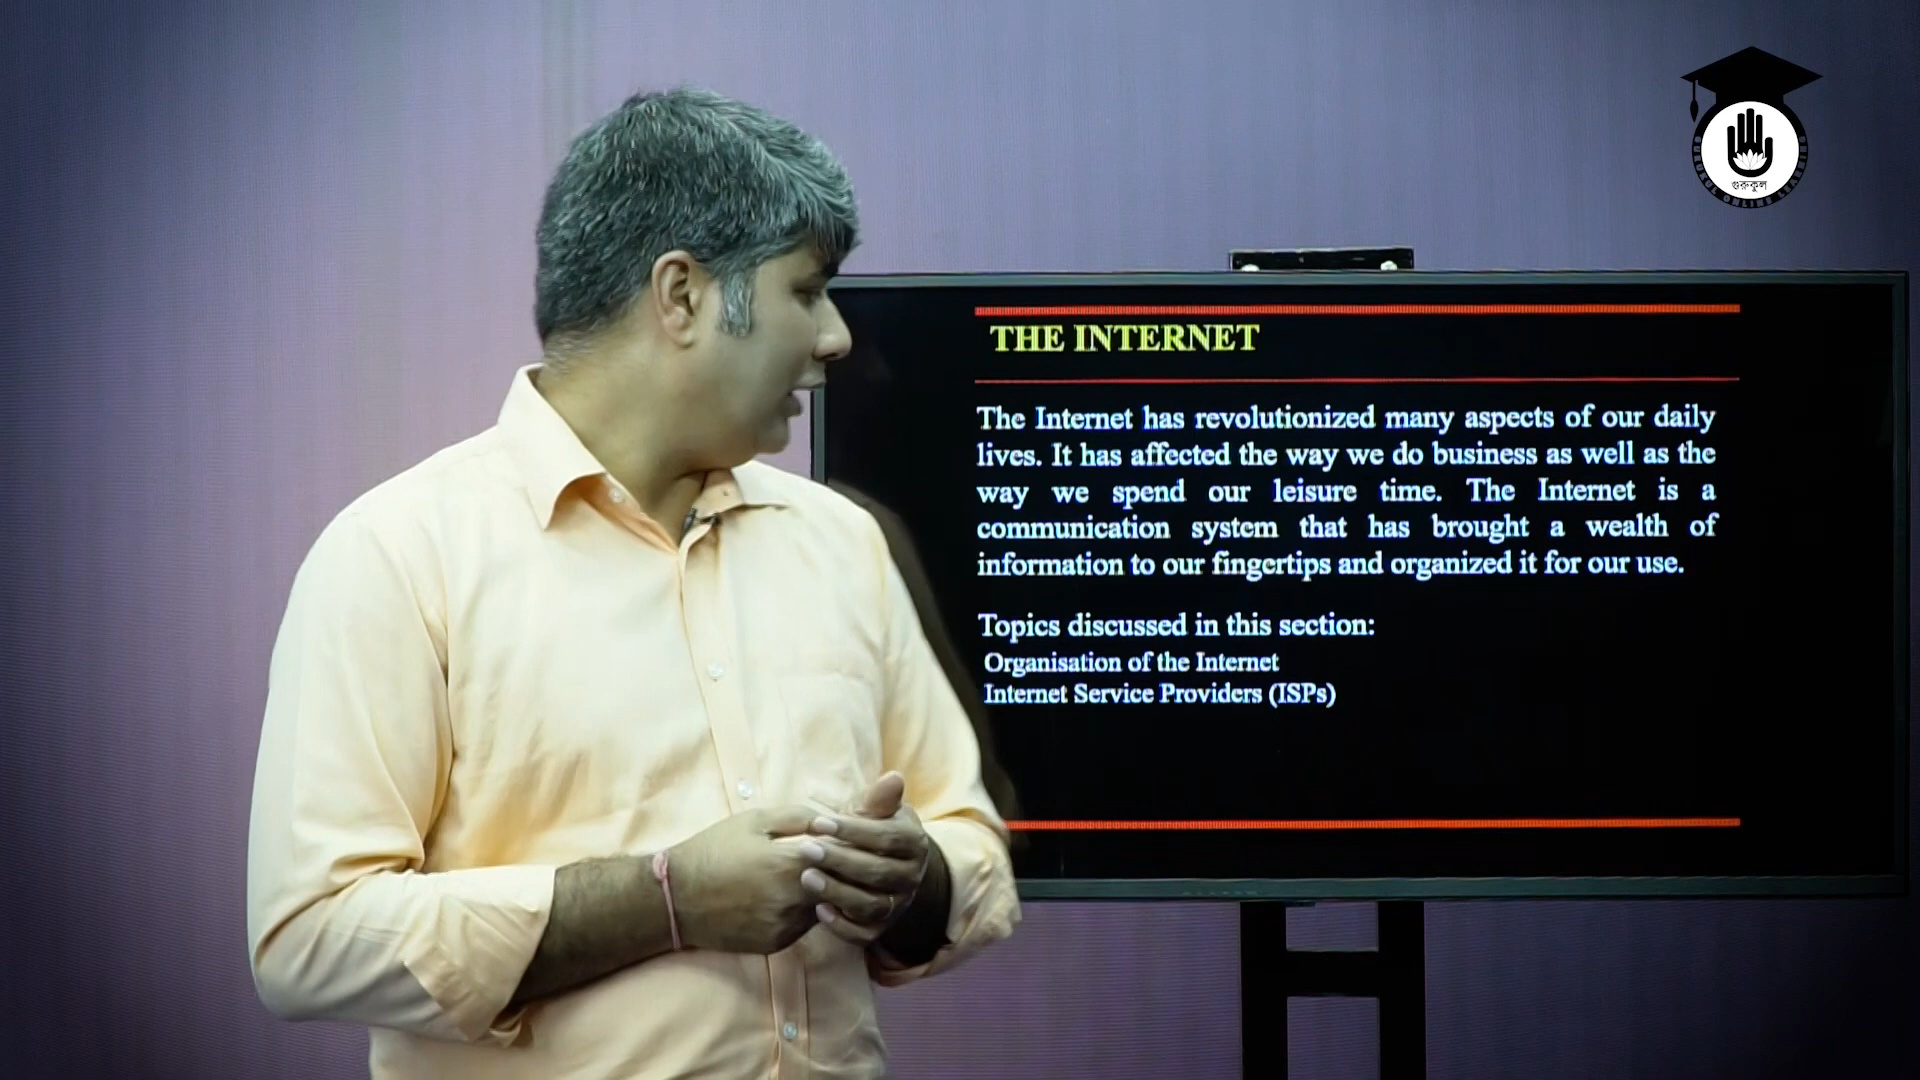 GURUKUL ONLINE LEARNING
গুরুকুল
THE INTERNET
The Internet has revolutionized many aspects of our daily
lives. It has affected the way we do business as well as the
way we spend our leisure time. The Internet is a
communication system that has brought a wealth of
information to our fingertips and organized it for our use.
Topics discussed in this section:
Organisation of the Internet
Internet Service Providers (ISPs)